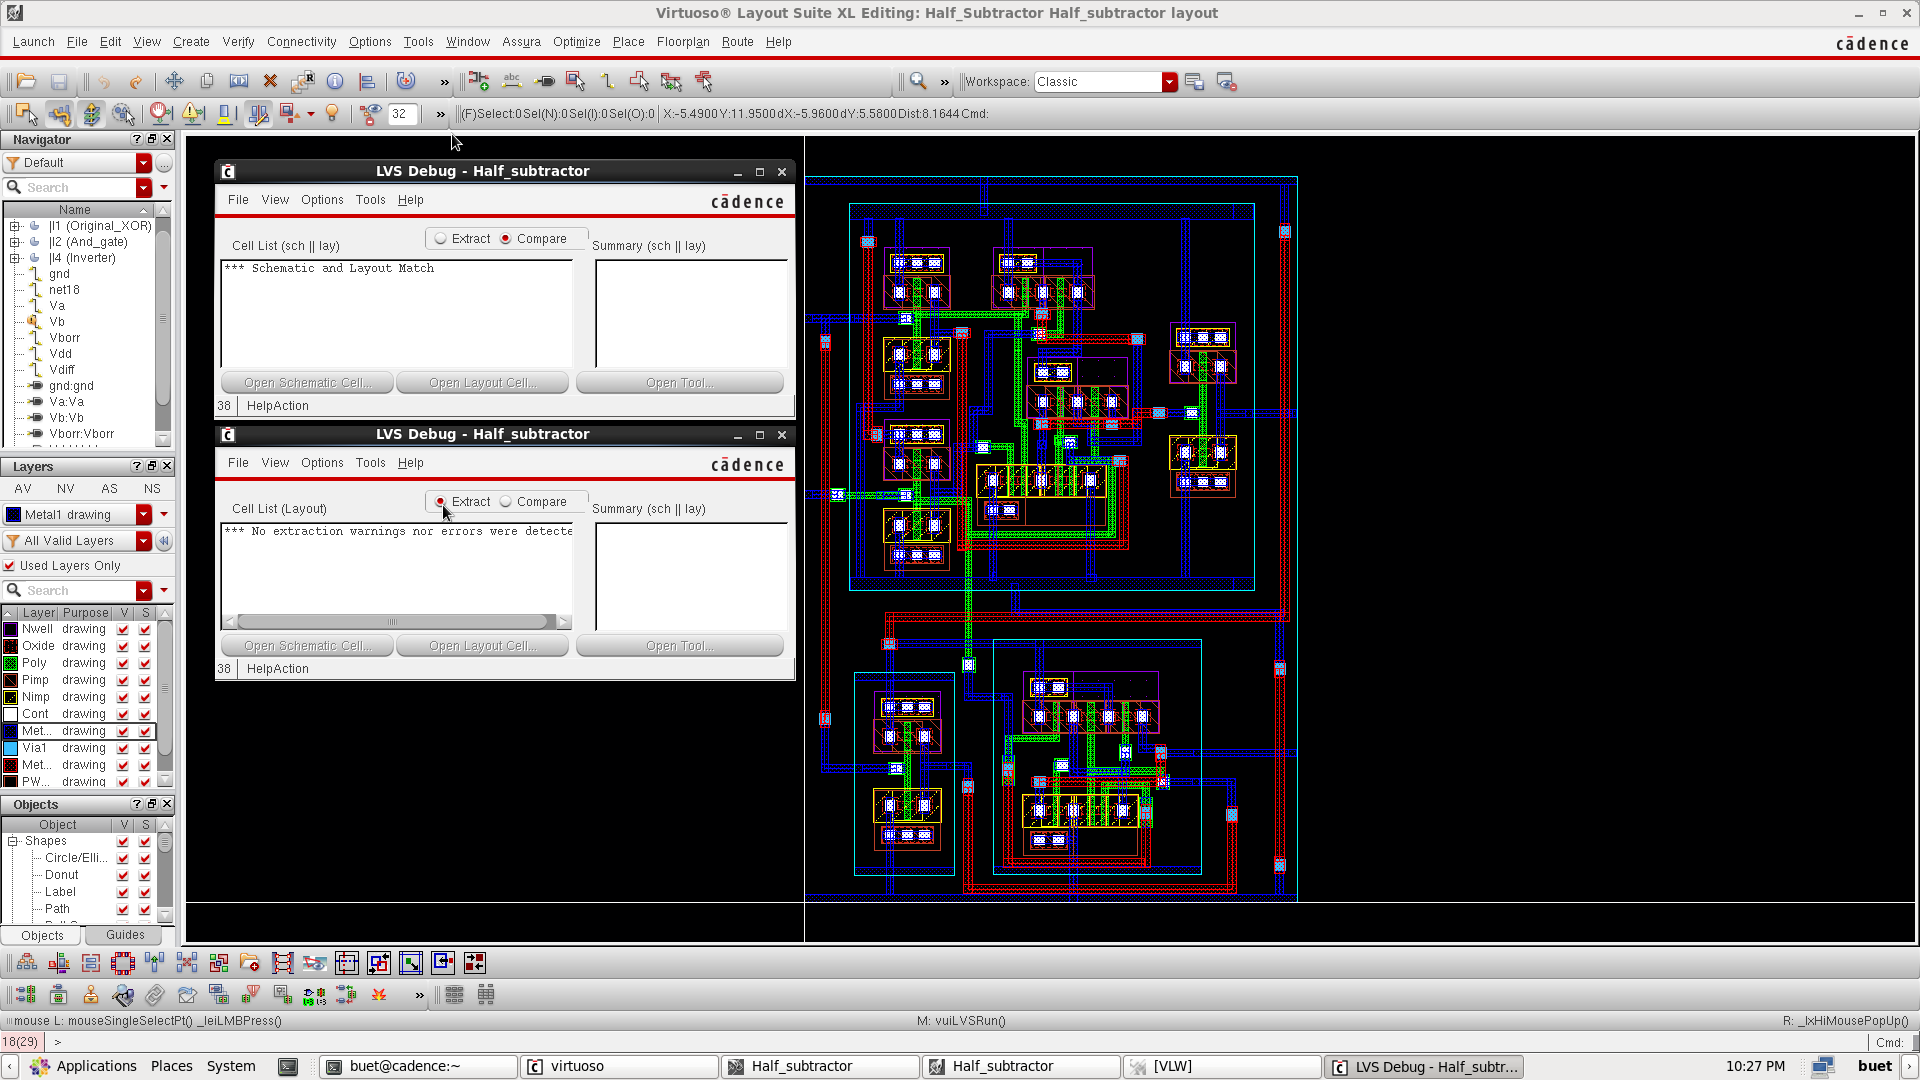 Virtuoso® Layout Suite XL Editing: Half_Subtractor Half_subtractor layout
Launch File Edit View Create Verify Connectivity Options Tools Window Assura Optimize Place Floorplan Route Help
cādence
abc
» » Workspace: Classic
32 » (F)Select:0 Sel(N):0 Sel(I):0 Sel(O):0 X:-5.4900 Y:11.9500 dX:-5.9600 dY:5.5800 Dist:8.1644 Cmd:
Navigator
Default
Search
Name
|I1 (Original_XOR)
|I2 (And_gate)
|I4 (Inverter)
gnd
net18
Va
Vb
Vborr
Vdd
Vdiff
gnd:gnd
Va:Va
Vb:Vb
Vborr:Vborr
Layers
AV NV AS NS
Metal1 drawing
All Valid Layers
Used Layers Only
Search
Layer Purpose V S
Nwell drawing
Oxide drawing
Poly drawing
Pimp drawing
Nimp drawing
Cont drawing
Met... drawing
Via1 drawing
Met... drawing
PW... drawing
Objects
Object V S
Shapes
Circle/Elli...
Donut
Label
Path
Objects Guides
LVS Debug - Half_subtractor
File View Options Tools Help
cādence
Extract Compare
Cell List (sch || lay) Summary (sch || lay)
*** Schematic and Layout Match
Open Schematic Cell... Open Layout Cell... Open Tool...
38 HelpAction
LVS Debug - Half_subtractor
File View Options Tools Help
cādence
Extract Compare
Cell List (Layout) Summary (sch || lay)
*** No extraction warnings nor errors were detecte
Open Schematic Cell... Open Layout Cell... Open Tool...
38 HelpAction
»
mouse L: mouseSingleSelectPt() _leiLMBPress() M: vuiLVSRun() R: _lxHiMousePopUp()
18(29) > Cmd:
Applications Places System buet@cadence:~ virtuoso Half_subtractor Half_subtractor [VLW] LVS Debug - Half_subtr... 10:27 PM buet